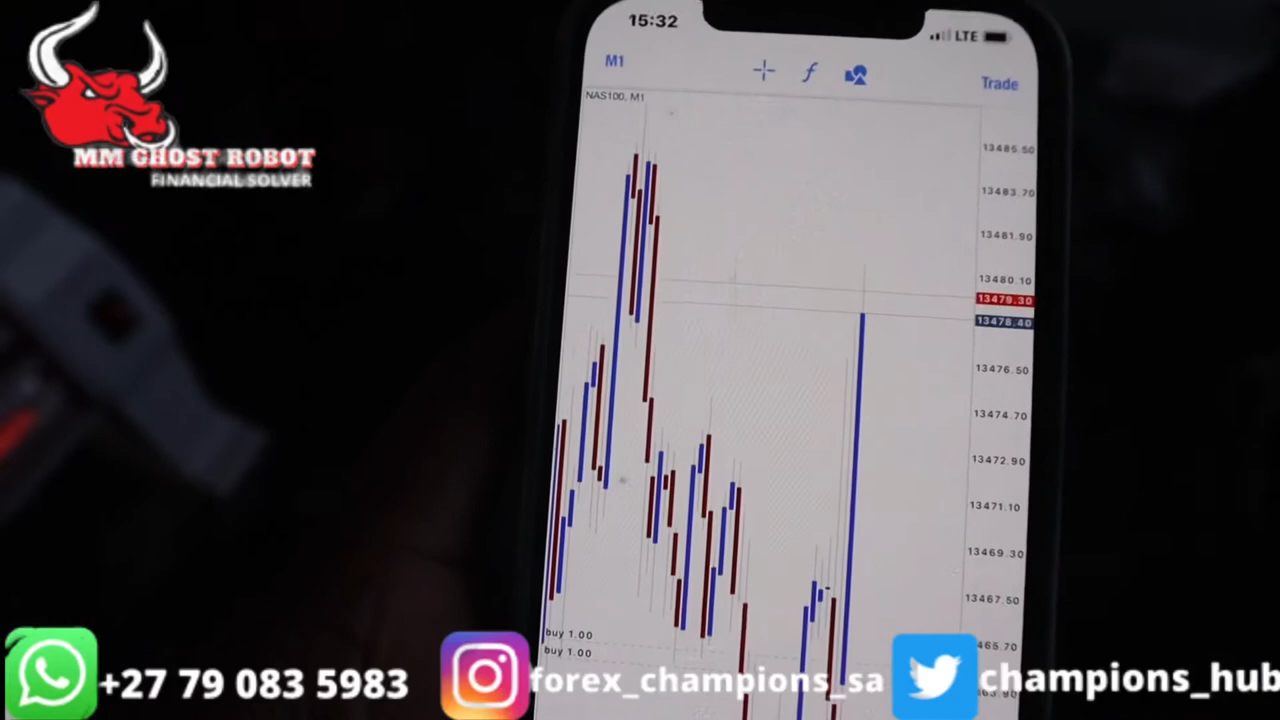 15:32
LTE
M1
Trade
NAS100, M1
13485.50
13483.70
13481.90
13480.10
13479.30
13478.40
13476.50
13474.70
13472.90
13471.10
13469.30
13467.50
465.70
buy 1.00
buy 1.00
MM GHOST ROBOT
FINANCIAL SOLVER
+27 79 083 5983
forex_champions_sa
champions_hub